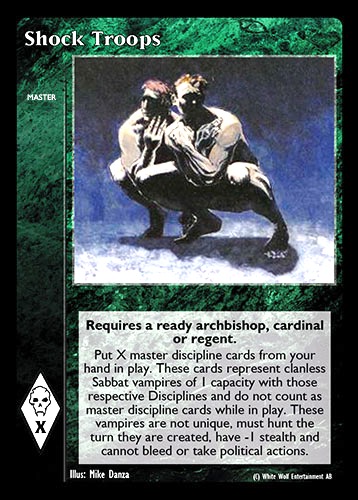 Shock Troops
MASTER
Requires a ready archbishop, cardinal
or regent.
Put X master discipline cards from your
hand in play. These cards represent clanless
Sabbat vampires of 1 capacity with those
respective Disciplines and do not count as
master discipline cards while in play. These
vampires are not unique, must hunt the
turn they are created, have -1 stealth and
cannot bleed or take political actions.
X
Illus: Mike Danza
(C) White Wolf Entertainment AB